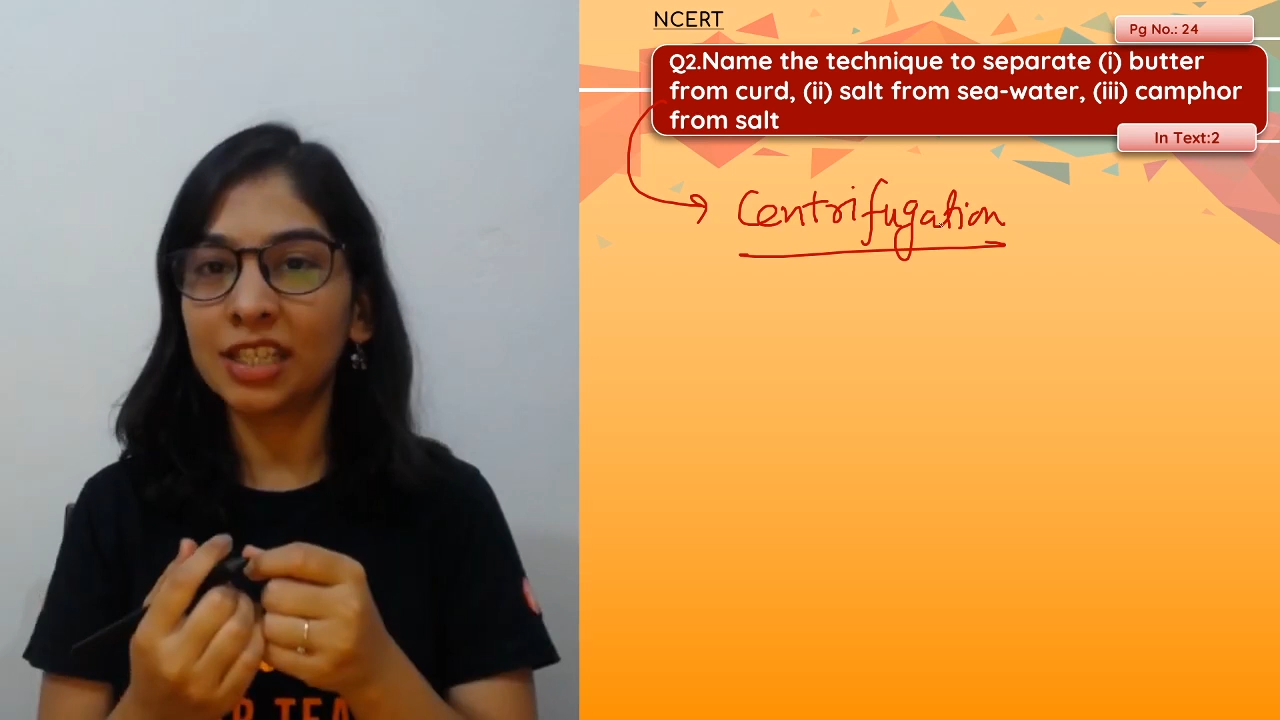 NCERT
Pg No.: 24
Q2.Name the technique to separate (i) butter
from curd, (ii) salt from sea-water, (iii) camphor
from salt
In Text:2
Centrifugation